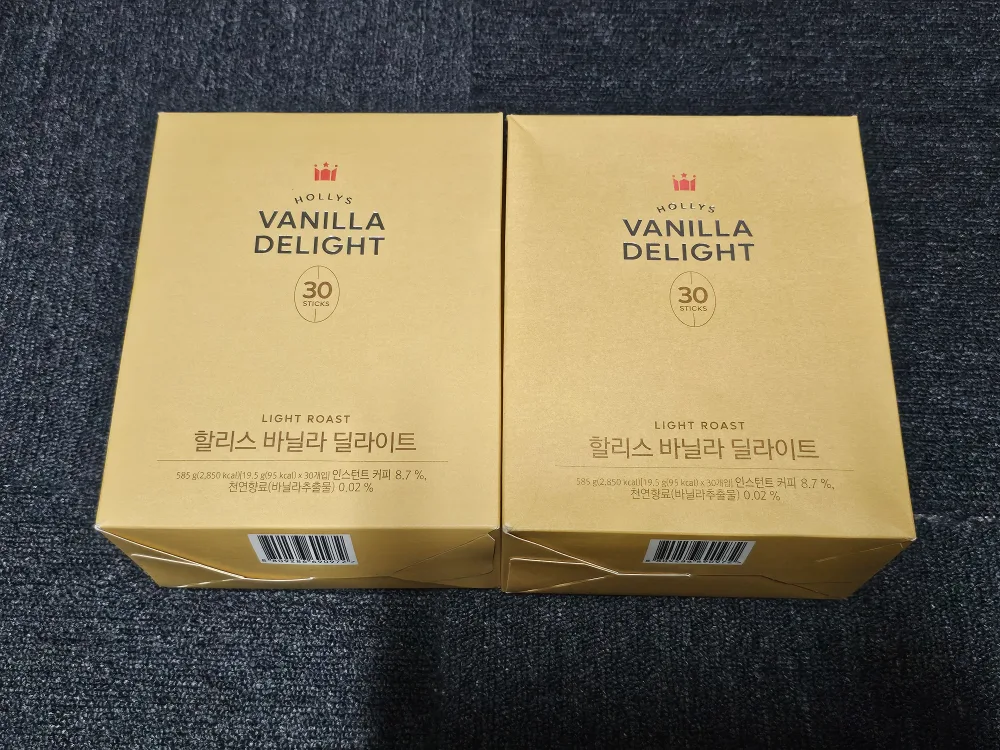 HOLLYS
VANILLA
DELIGHT
30
STICKS
LIGHT ROAST
할리스 바닐라 딜라이트
585 g(2,850 kcal)[19.5 g(95 kcal) x 30개입] 인스턴트 커피 8.7 %,
천연향료(바닐라추출물) 0.02 %
HOLLYS
VANILLA
DELIGHT
30
STICKS
LIGHT ROAST
할리스 바닐라 딜라이트
585 g(2,850 kcal)[19.5 g(95 kcal) x 30개입] 인스턴트 커피 8.7 %,
천연향료(바닐라추출물) 0.02 %